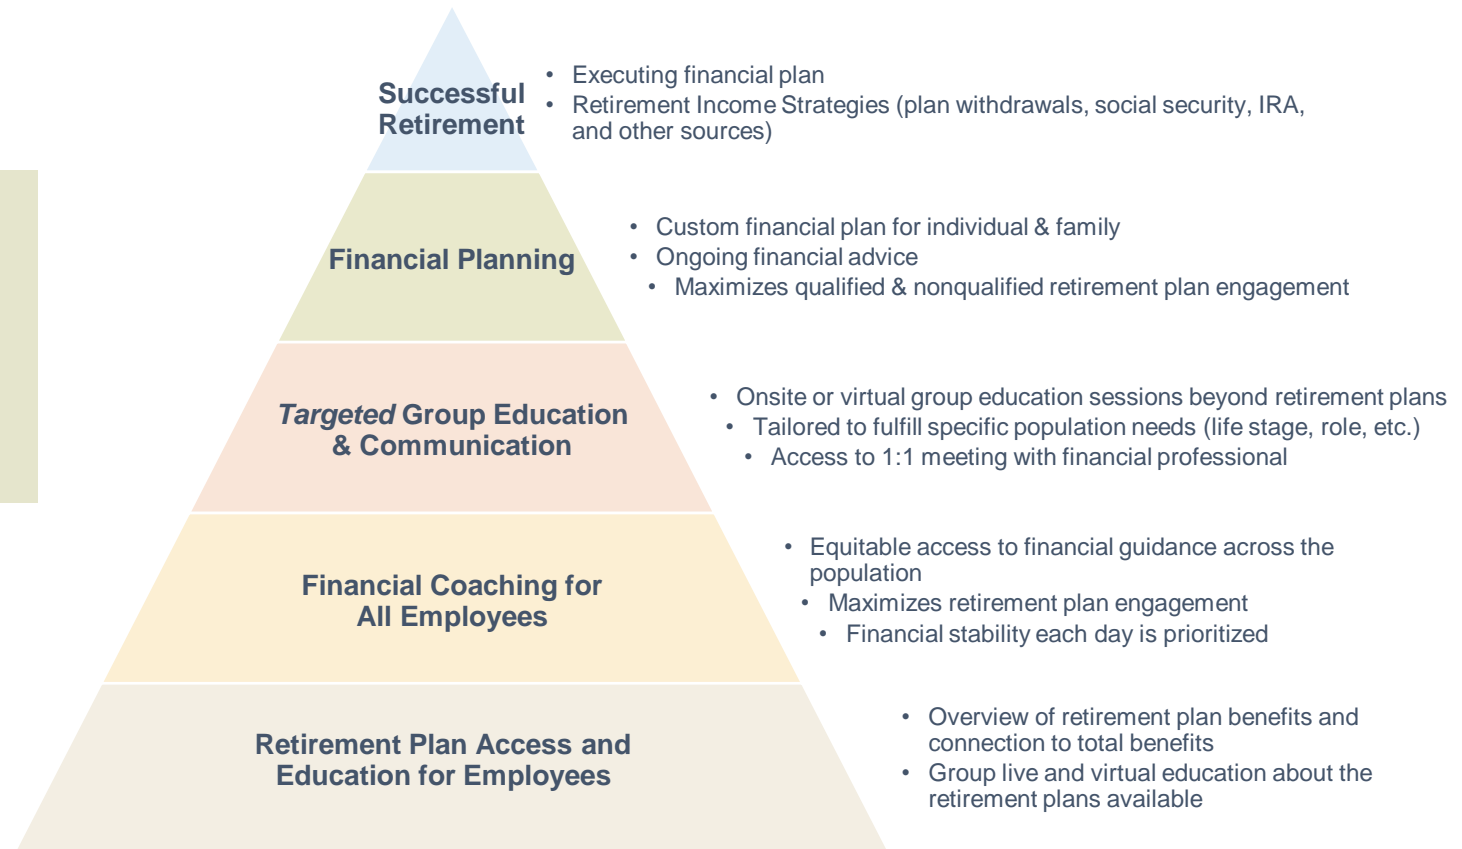 Successful
Retirement
• Executing financial plan
• Retirement Income Strategies (plan withdrawals, social security, IRA,
and other sources)
Financial Planning
• Custom financial plan for individual & family
• Ongoing financial advice
• Maximizes qualified & nonqualified retirement plan engagement
Targeted Group Education
& Communication
• Onsite or virtual group education sessions beyond retirement plans
• Tailored to fulfill specific population needs (life stage, role, etc.)
• Access to 1:1 meeting with financial professional
Financial Coaching for
All Employees
• Equitable access to financial guidance across the
population
• Maximizes retirement plan engagement
• Financial stability each day is prioritized
Retirement Plan Access and
Education for Employees
• Overview of retirement plan benefits and
connection to total benefits
• Group live and virtual education about the
retirement plans available